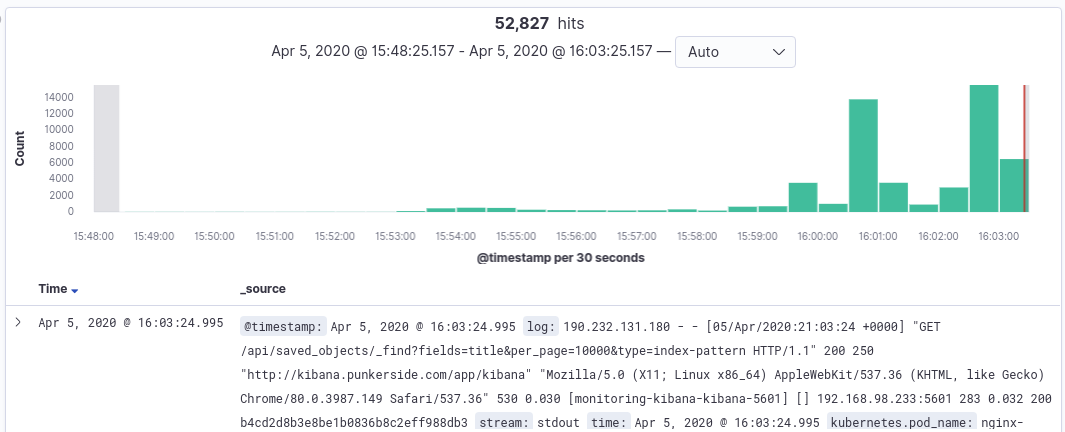 52,827 hits
Apr 5, 2020 @ 15:48:25.157 - Apr 5, 2020 @ 16:03:25.157 — Auto
14000
12000
10000
8000
6000
4000
2000
0
Count
15:48:00 15:49:00 15:50:00 15:51:00 15:52:00 15:53:00 15:54:00 15:55:00 15:56:00 15:57:00 15:58:00 15:59:00 16:00:00 16:01:00 16:02:00 16:03:00
@timestamp per 30 seconds
Time _source
Apr 5, 2020 @ 16:03:24.995 @timestamp: Apr 5, 2020 @ 16:03:24.995 log: 190.232.131.180 - - [05/Apr/2020:21:03:24 +0000] "GET
/api/saved_objects/_find?fields=title&per_page=10000&type=index-pattern HTTP/1.1" 200 250
"http://kibana.punkerside.com/app/kibana" "Mozilla/5.0 (X11; Linux x86_64) AppleWebKit/537.36 (KHTML, like Gecko)
Chrome/80.0.3987.149 Safari/537.36" 530 0.030 [monitoring-kibana-kibana-5601] [] 192.168.98.233:5601 283 0.032 200
b4cd2d8b3e8be1b0836b8c2eff988db3 stream: stdout time: Apr 5, 2020 @ 16:03:24.995 kubernetes.pod_name: nginx-